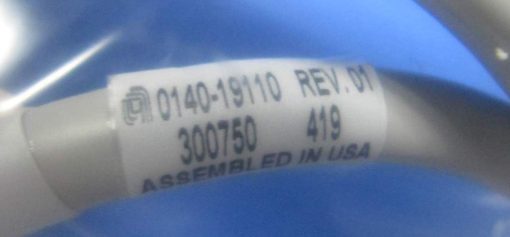 0140-19110 REV.01
300750 419
ASSEMBLED IN USA